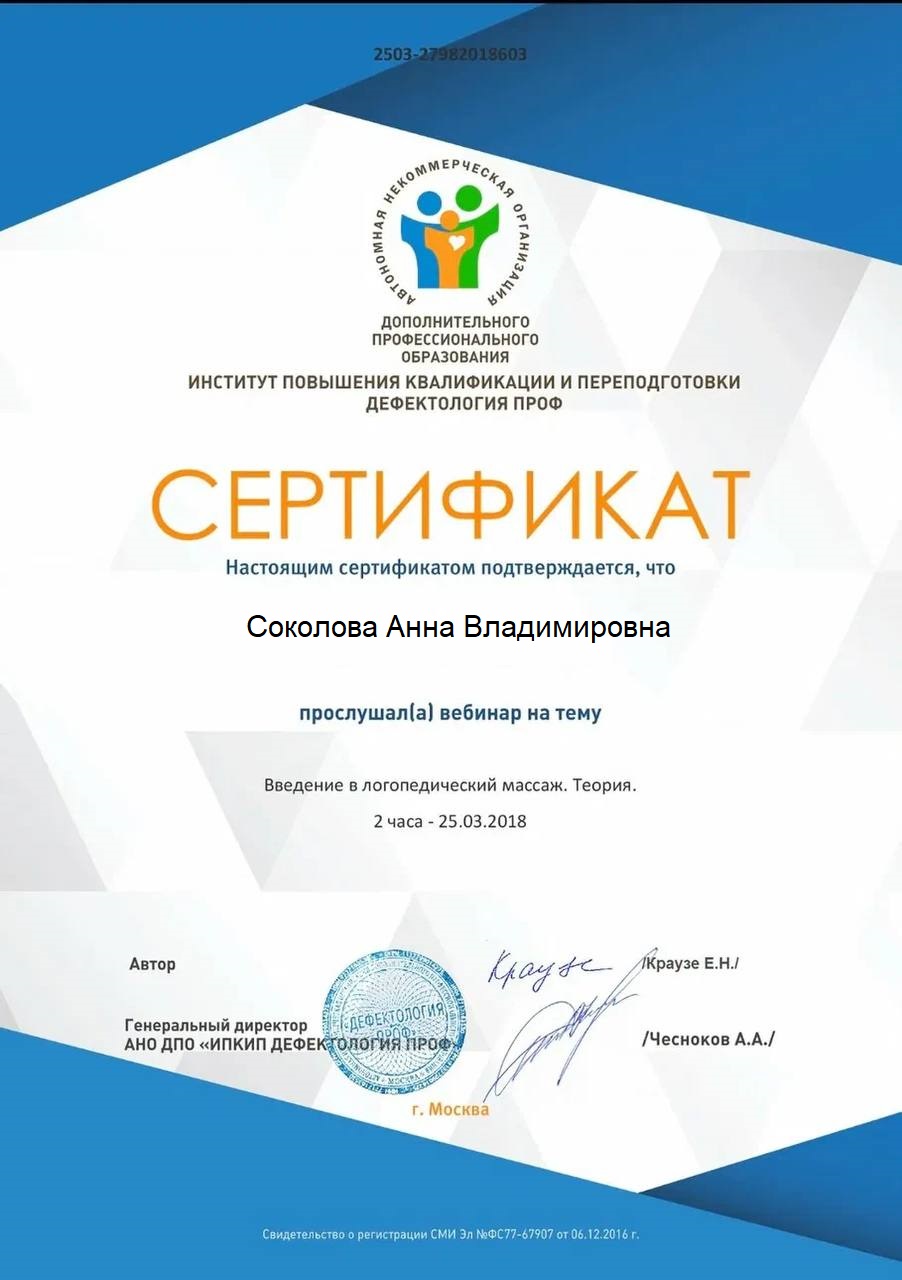 2503-27982018603
АВТОНОМНАЯ НЕКОММЕРЧЕСКАЯ ОРГАНИЗАЦИЯ
ДОПОЛНИТЕЛЬНОГО
ПРОФЕССИОНАЛЬНОГО
ОБРАЗОВАНИЯ
ИНСТИТУТ ПОВЫШЕНИЯ КВАЛИФИКАЦИИ И ПЕРЕПОДГОТОВКИ
ДЕФЕКТОЛОГИЯ ПРОФ
СЕРТИФИКАТ
Настоящим сертификатом подтверждается, что
Соколова Анна Владимировна
прослушал(а) вебинар на тему
Введение в логопедический массаж. Теория.
2 часа - 25.03.2018
Автор
Краузе
/Краузе Е.Н./
Генеральный директор
АНО ДПО «ИПКИП ДЕФЕКТОЛОГИЯ ПРОФ»
/Чесноков А.А./
«ДЕФЕКТОЛОГИЯ
ПРОФ»
МОСКВА
г. Москва
Свидетельство о регистрации СМИ Эл №ФС77-67907 от 06.12.2016 г.